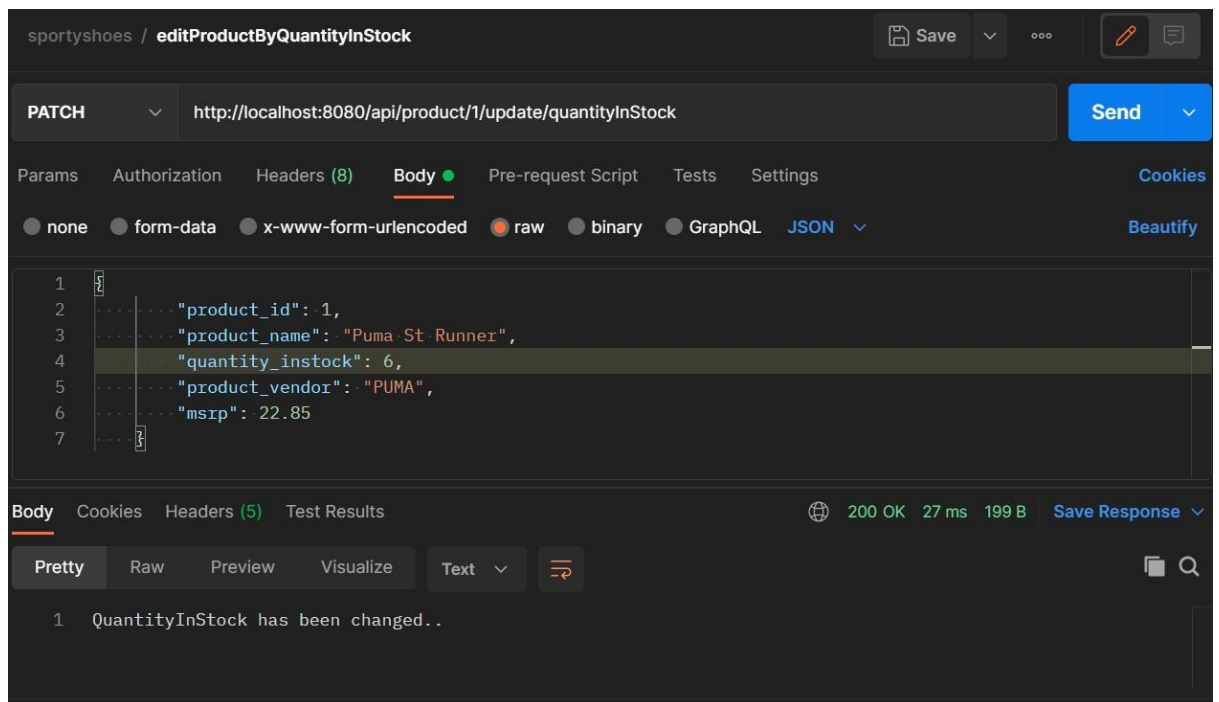 sportyshoes / editProductByQuantityInStock Save
PATCH http://localhost:8080/api/product/1/update/quantityInStock Send
Params Authorization Headers (8) Body Pre-request Script Tests Settings Cookies
none form-data x-www-form-urlencoded raw binary GraphQL JSON Beautify
1 {
2 "product_id": 1,
3 "product_name": "Puma St Runner",
4 "quantity_instock": 6,
5 "product_vendor": "PUMA",
6 "msrp": 22.85
7 }
Body Cookies Headers (5) Test Results 200 OK 27 ms 199 B Save Response
Pretty Raw Preview Visualize Text
1 QuantityInStock has been changed..